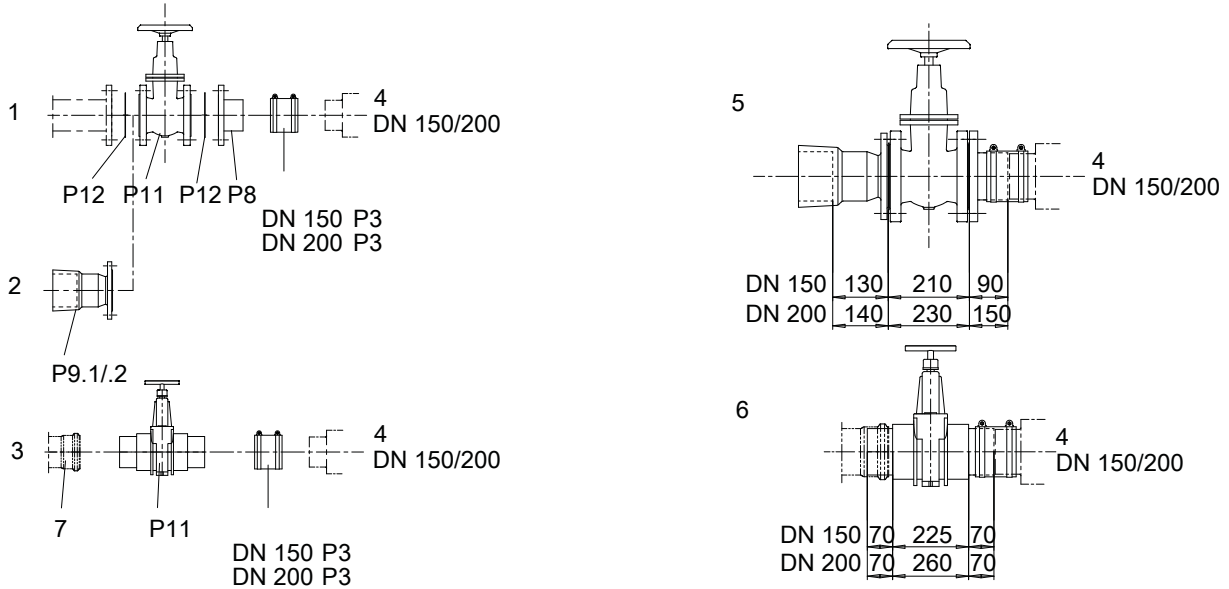 1
4
DN 150/200
P12 P11 P12 P8
DN 150 P3
DN 200 P3
2
P9.1/.2
3
4
DN 150/200
7
P11
DN 150 P3
DN 200 P3
5
4
DN 150/200
DN 150 130 210 90
DN 200 140 230 150
6
4
DN 150/200
DN 150 70 225 70
DN 200 70 260 70